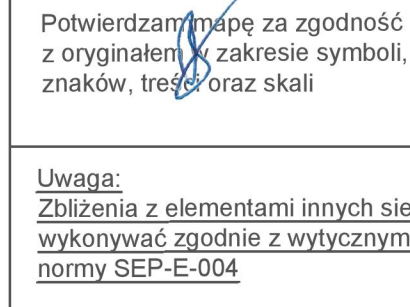 Potwierdzam mapę za zgodność
z oryginałem w zakresie symboli,
znaków, treści oraz skali
Uwaga:
Zbliżenia z elementami innych sie
wykonywać zgodnie z wytycznym
normy SEP-E-004